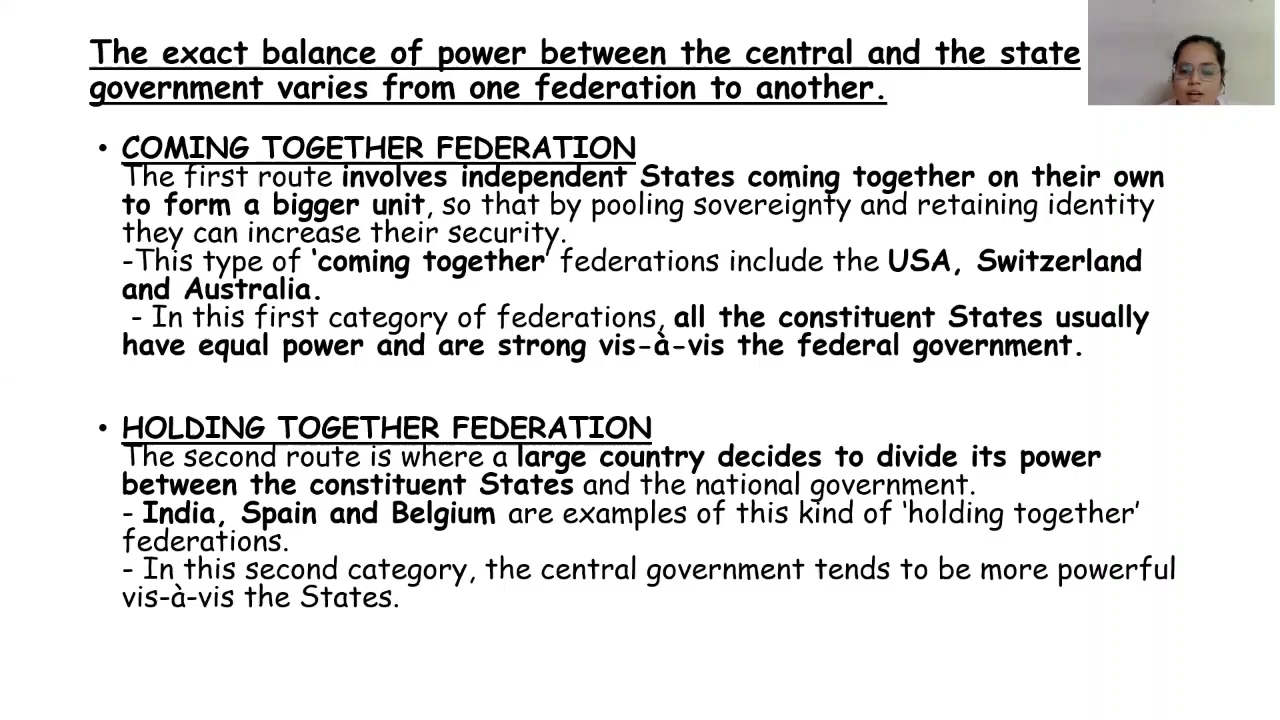 The exact balance of power between the central and the state
government varies from one federation to another.
• COMING TOGETHER FEDERATION
The first route involves independent States coming together on their own
to form a bigger unit, so that by pooling sovereignty and retaining identity
they can increase their security.
-This type of ‘coming together’ federations include the USA, Switzerland
and Australia.
- In this first category of federations, all the constituent States usually
have equal power and are strong vis-à-vis the federal government.
• HOLDING TOGETHER FEDERATION
The second route is where a large country decides to divide its power
between the constituent States and the national government.
- India, Spain and Belgium are examples of this kind of ‘holding together’
federations.
- In this second category, the central government tends to be more powerful
vis-à-vis the States.